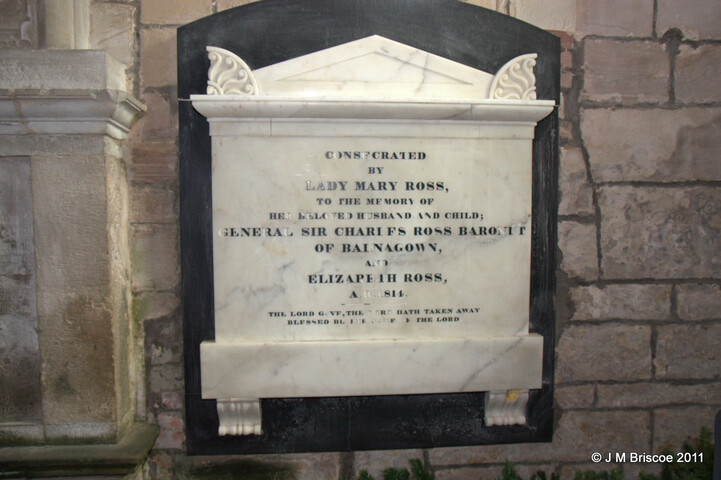 CONSECRATED
BY
LADY MARY ROSS,
TO THE MEMORY OF
HER BELOVED HUSBAND AND CHILD;
GENERAL SIR CHARLES ROSS BARONET
OF BALNAGOWN,
AND
ELIZABETH ROSS,
A.D. 1814.
THE LORD GAVE, THE LORD HATH TAKEN AWAY
BLESSED BE THE NAME OF THE LORD
© J M Briscoe 2011